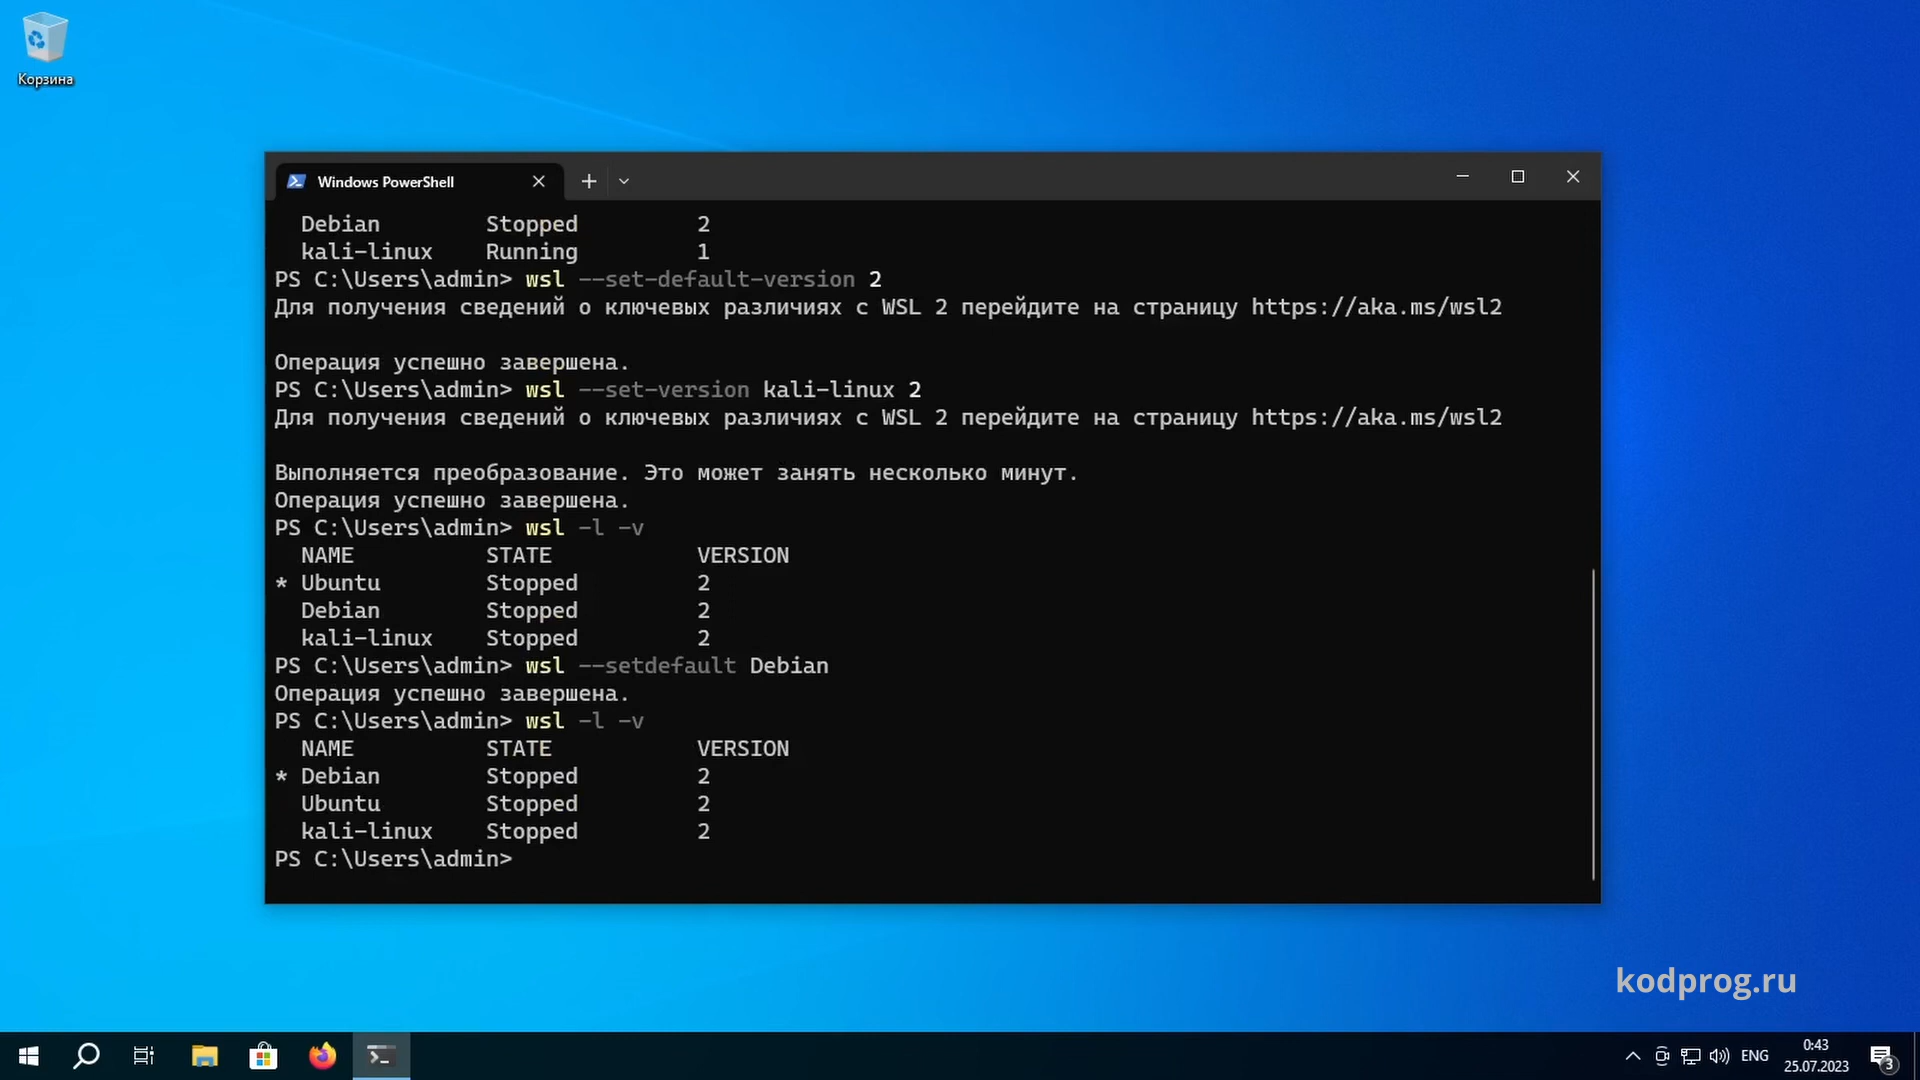 Корзина
Windows PowerShell
Debian Stopped 2
kali-linux Running 1
PS C:\Users\admin> wsl --set-default-version 2
Для получения сведений о ключевых различиях с WSL 2 перейдите на страницу https://aka.ms/wsl2
Операция успешно завершена.
PS C:\Users\admin> wsl --set-version kali-linux 2
Для получения сведений о ключевых различиях с WSL 2 перейдите на страницу https://aka.ms/wsl2
Выполняется преобразование. Это может занять несколько минут.
Операция успешно завершена.
PS C:\Users\admin> wsl -l -v
NAME STATE VERSION
* Ubuntu Stopped 2
Debian Stopped 2
kali-linux Stopped 2
PS C:\Users\admin> wsl --setdefault Debian
Операция успешно завершена.
PS C:\Users\admin> wsl -l -v
NAME STATE VERSION
* Debian Stopped 2
Ubuntu Stopped 2
kali-linux Stopped 2
PS C:\Users\admin>
kodprog.ru
ENG
0:43
25.07.2023
3